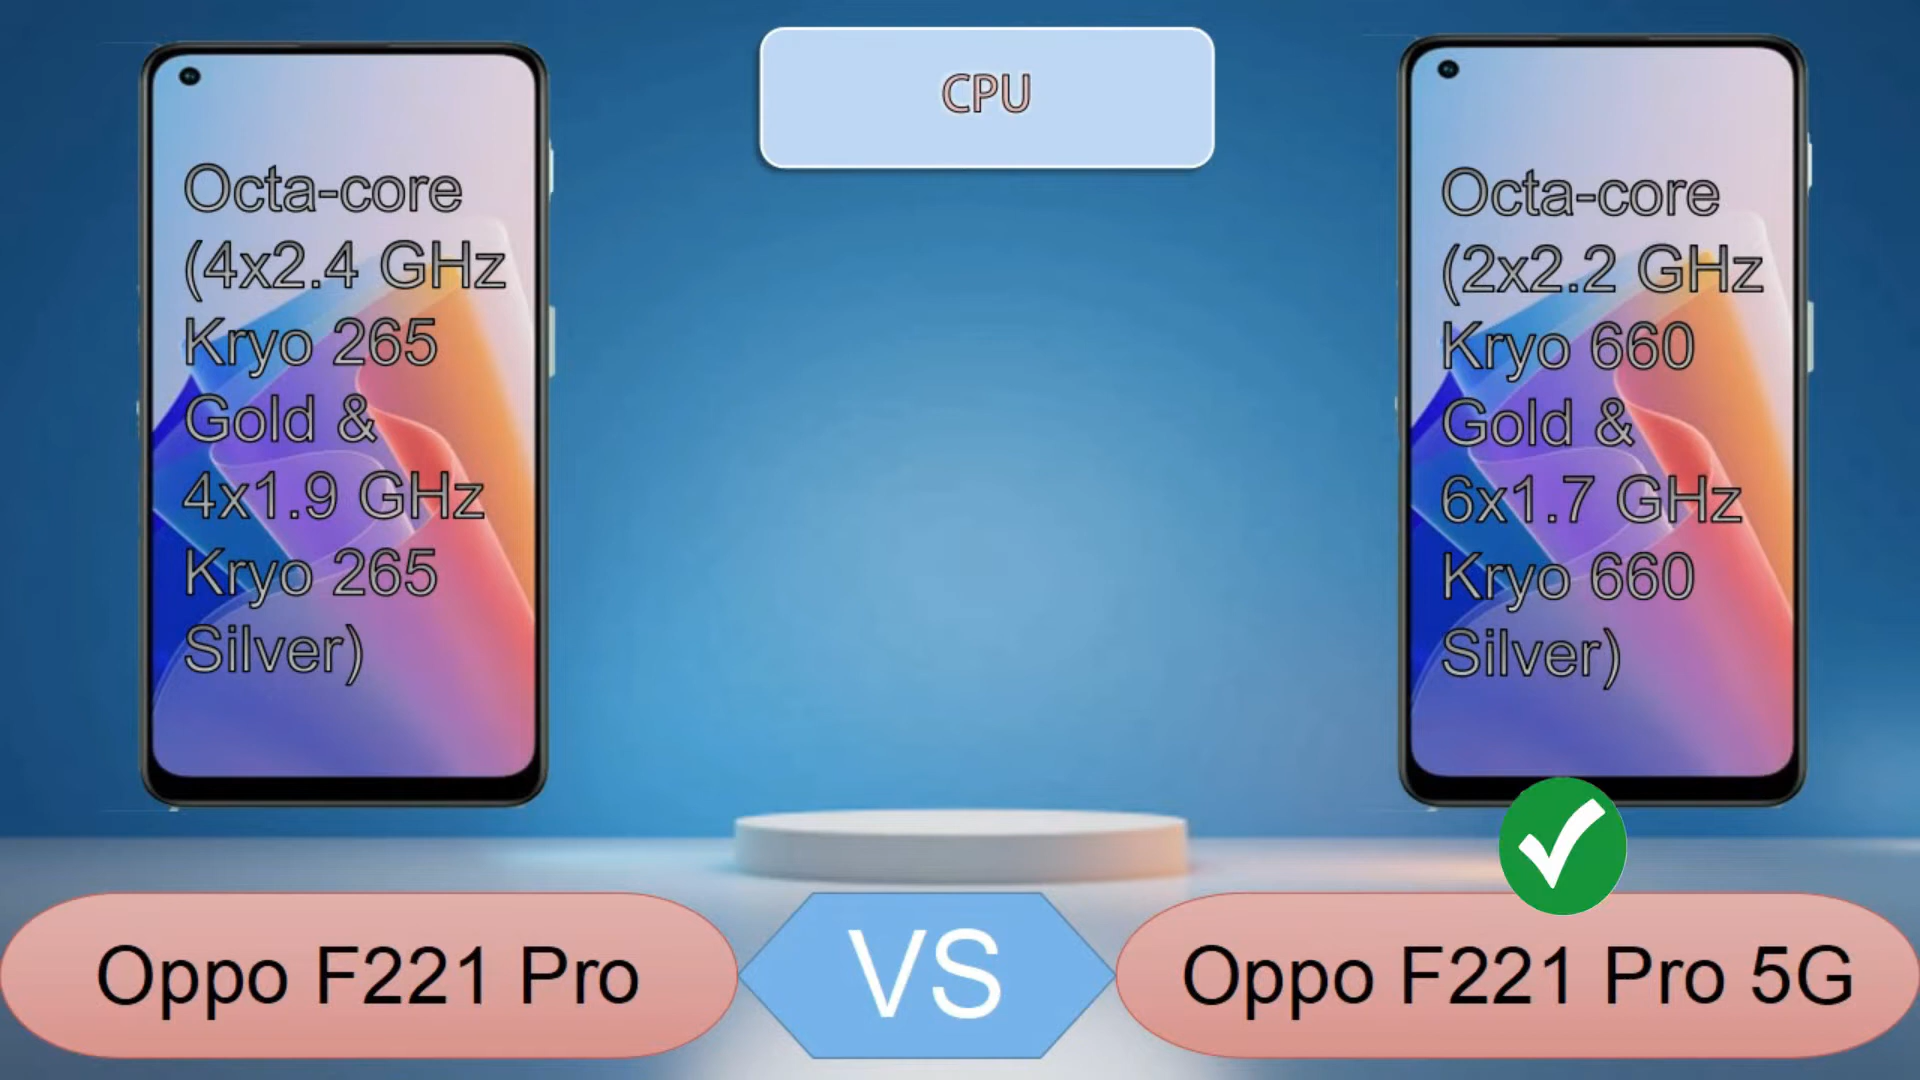 CPU
Octa-core
(4x2.4 GHz
Kryo 265
Gold &
4x1.9 GHz
Kryo 265
Silver)
Octa-core
(2x2.2 GHz
Kryo 660
Gold &
6x1.7 GHz
Kryo 660
Silver)
Oppo F221 Pro
VS
Oppo F221 Pro 5G